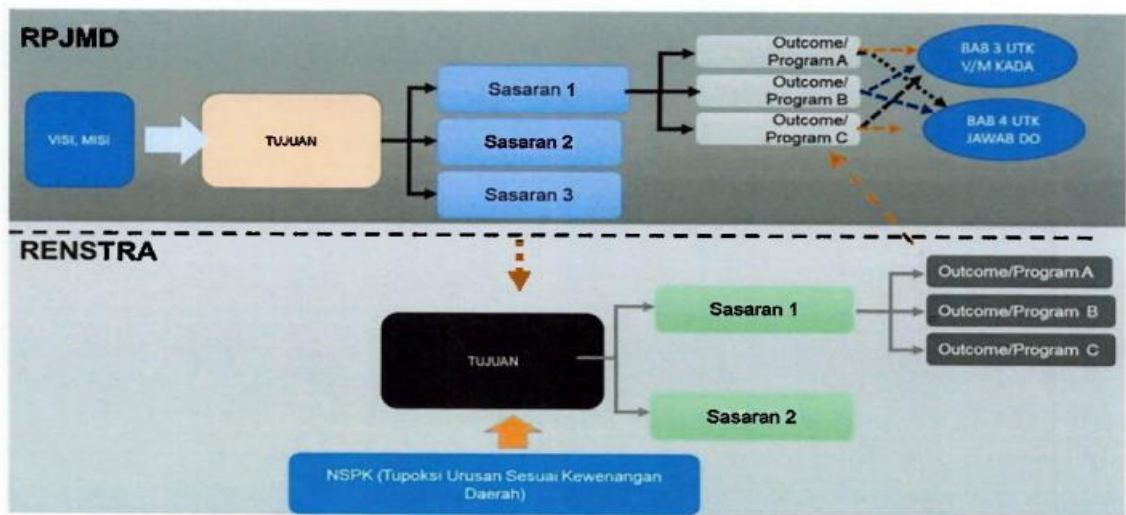 RPJMD
VISI, MISI
TUJUAN
Sasaran 1
Sasaran 2
Sasaran 3
Outcome/
Program A
Outcome/
Program B
Outcome/
Program C
BAB 3 UTK
V/M KADA
BAB 4 UTK
JAWAB DO
RENSTRA
TUJUAN
Sasaran 1
Sasaran 2
Outcome/Program A
Outcome/Program B
Outcome/Program C
NSPK (Tupoksi Urusan Sesuai Kewenangan
Daerah)